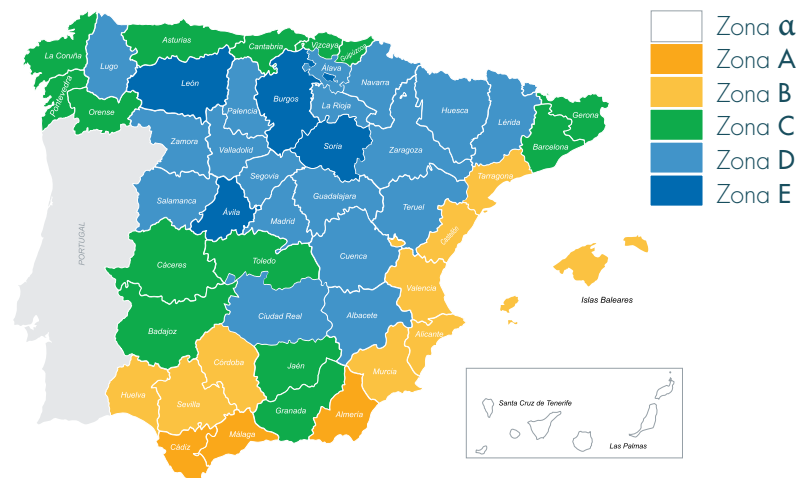 Zona α
Zona A
Zona B
Zona C
Zona D
Zona E
La Coruña
Lugo
Asturias
Cantabria
Vizcaya
Guipúzcoa
Pontevedra
Orense
León
Palencia
Burgos
Álava
Navarra
La Rioja
Huesca
Lérida
Gerona
Barcelona
Zamora
Valladolid
Soria
Zaragoza
Tarragona
Salamanca
Segovia
Ávila
Madrid
Guadalajara
Teruel
Castellón
PORTUGAL
Cáceres
Toledo
Cuenca
Valencia
Islas Baleares
Badajoz
Ciudad Real
Albacete
Alicante
Huelva
Sevilla
Córdoba
Jaén
Murcia
Cádiz
Málaga
Granada
Almería
Santa Cruz de Tenerife
Las Palmas